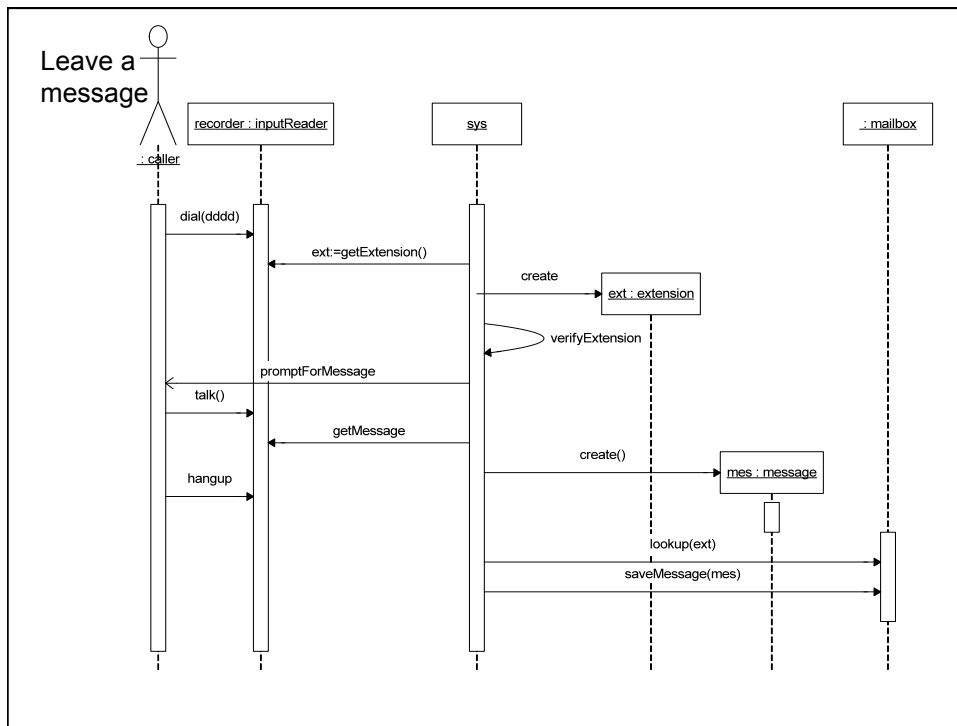 Leave a
message
: caller
recorder : inputReader
sys
: mailbox
dial(dddd)
ext:=getExtension()
create
ext : extension
verifyExtension
promptForMessage
talk()
getMessage
create()
mes : message
hangup
lookup(ext)
saveMessage(mes)